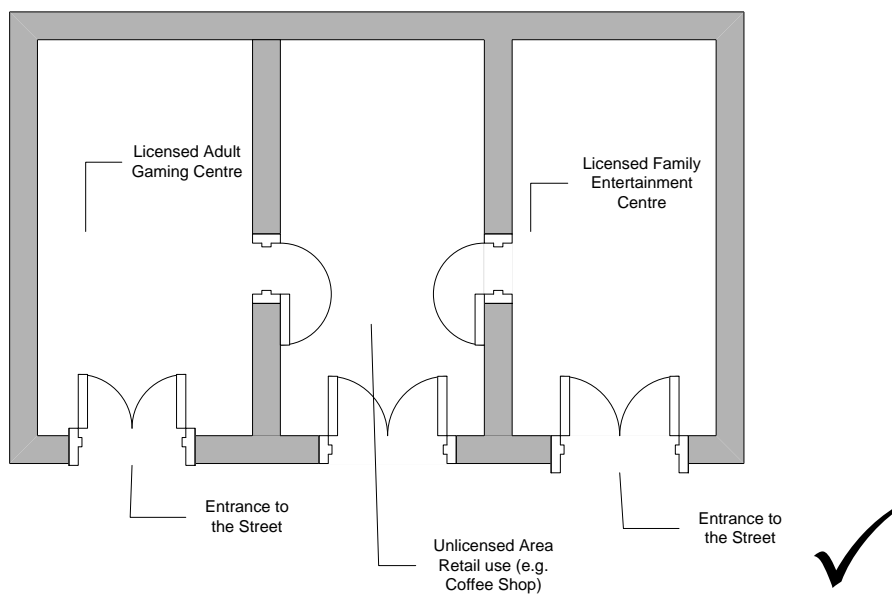 Licensed Adult
Gaming Centre
Licensed Family
Entertainment
Centre
Entrance to
the Street
Unlicensed Area
Retail use (e.g.
Coffee Shop)
Entrance to
the Street